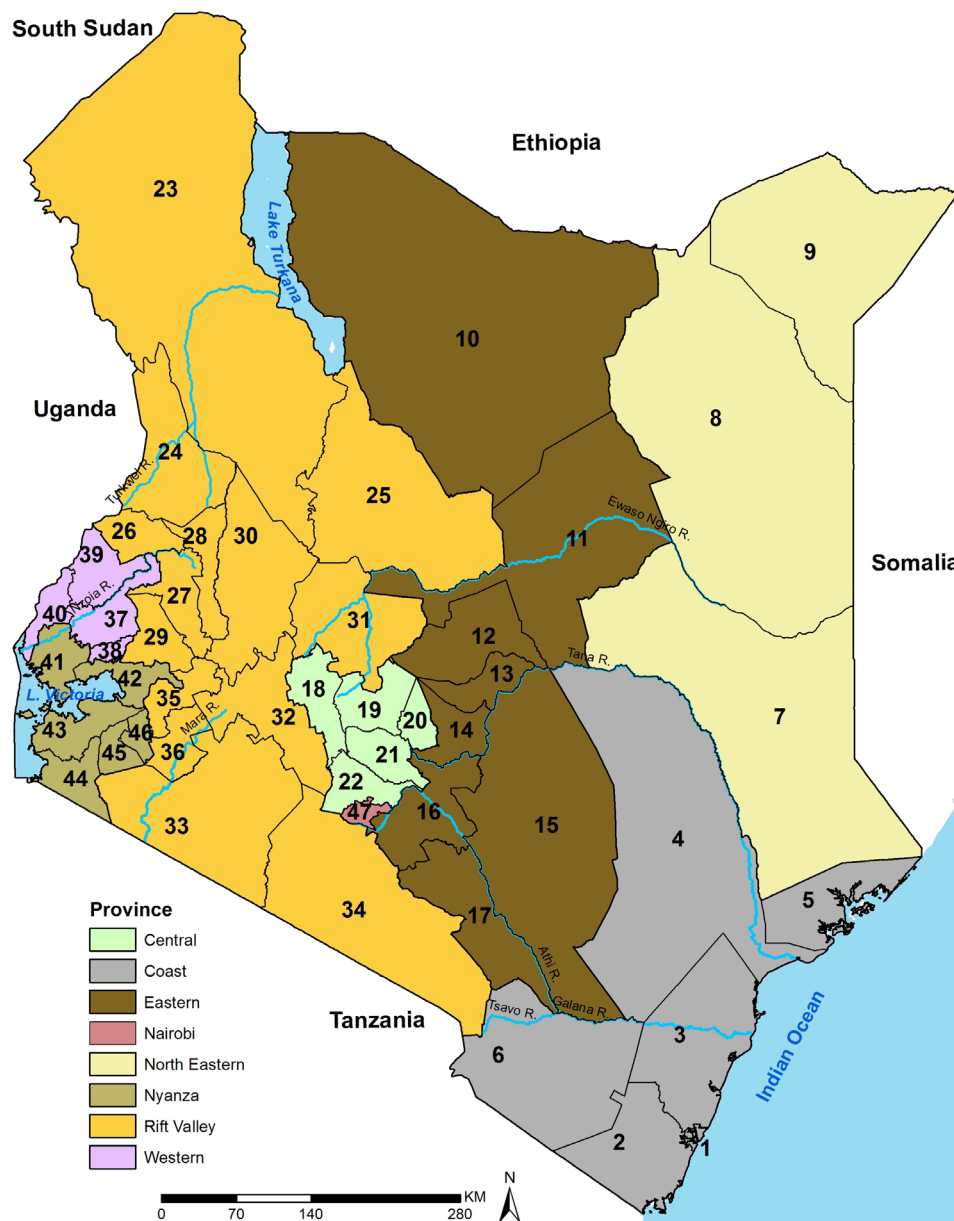 South Sudan
Ethiopia
23
Lake Turkana
9
10
Uganda
8
24
Turkwel R.
25
Ewaso Ngiro R.
26
28
30
11
39
Somalia
27
Nzoia R.
40
37
31
29
12
38
41
Tana R.
13
42
18
L. Victoria
35
19
7
32
20
14
Mara R.
43
46
36
45
21
44
22
47
16
33
15
4
5
34
17
Province
Central
Athi R.
Coast
Eastern
Tsavo R.
Galana R.
Tanzania
Nairobi
3
6
Indian Ocean
North Eastern
Nyanza
Rift Valley
2
1
Western
N
KM
0
70
140
280